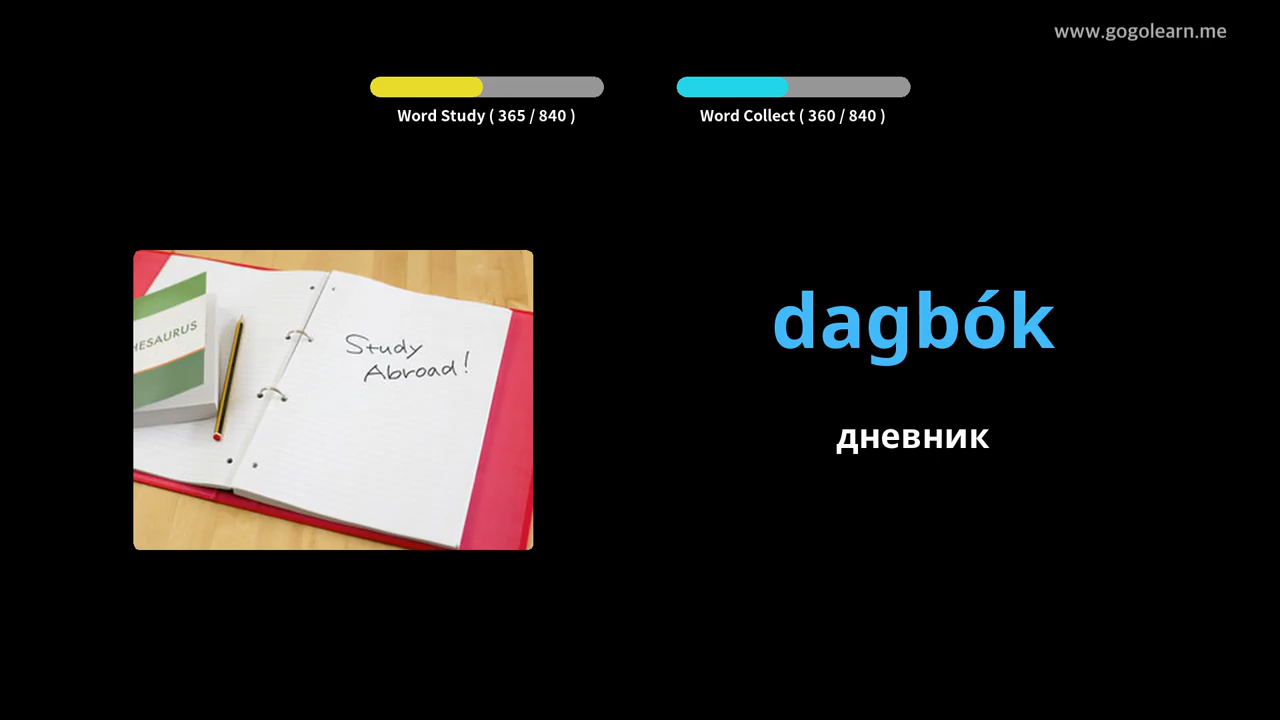 www.gogolearn.me
Word Study ( 365 / 840 )
Word Collect ( 360 / 840 )
HESAURUS
Study
Abroad!
dagbók
дневник